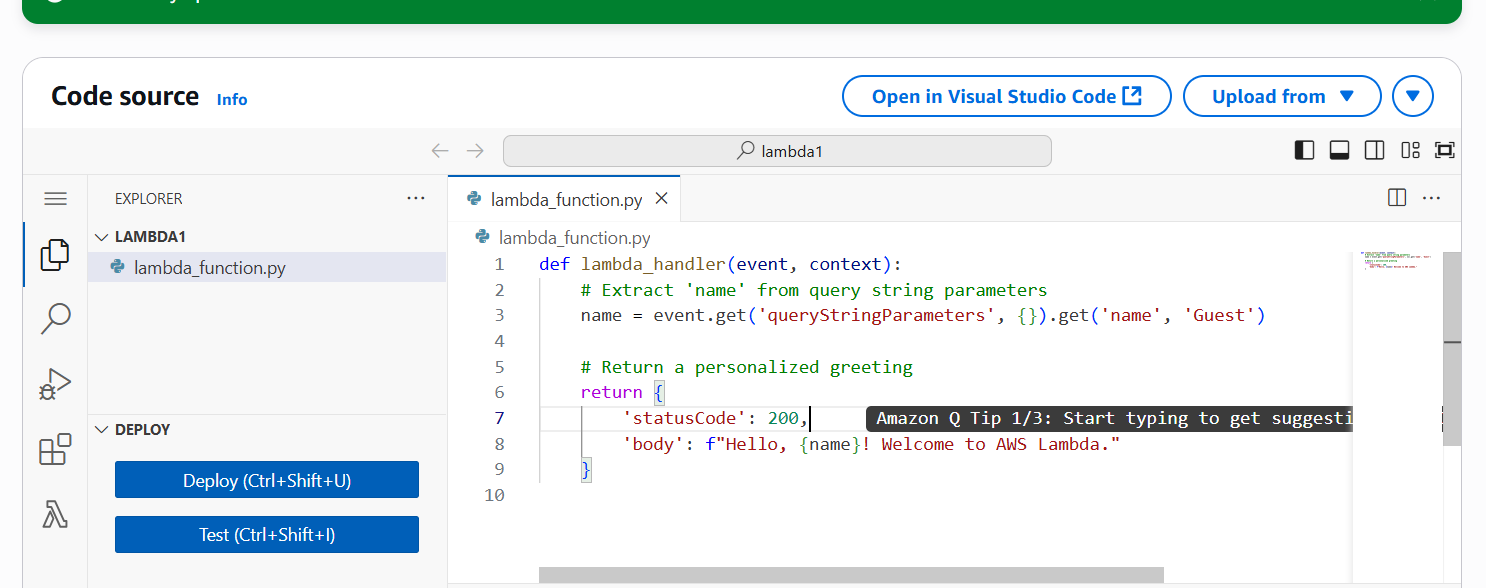 Code source Info
Open in Visual Studio Code
Upload from
lambda1
EXPLORER
LAMBDA1
lambda_function.py
DEPLOY
Deploy (Ctrl+Shift+U)
Test (Ctrl+Shift+I)
lambda_function.py
lambda_function.py
1 def lambda_handler(event, context):
2     # Extract 'name' from query string parameters
3     name = event.get('queryStringParameters', {}).get('name', 'Guest')
4
5     # Return a personalized greeting
6     return {
7         'statusCode': 200, Amazon Q Tip 1/3: Start typing to get suggesti
8         'body': f"Hello, {name}! Welcome to AWS Lambda."
9     }
10